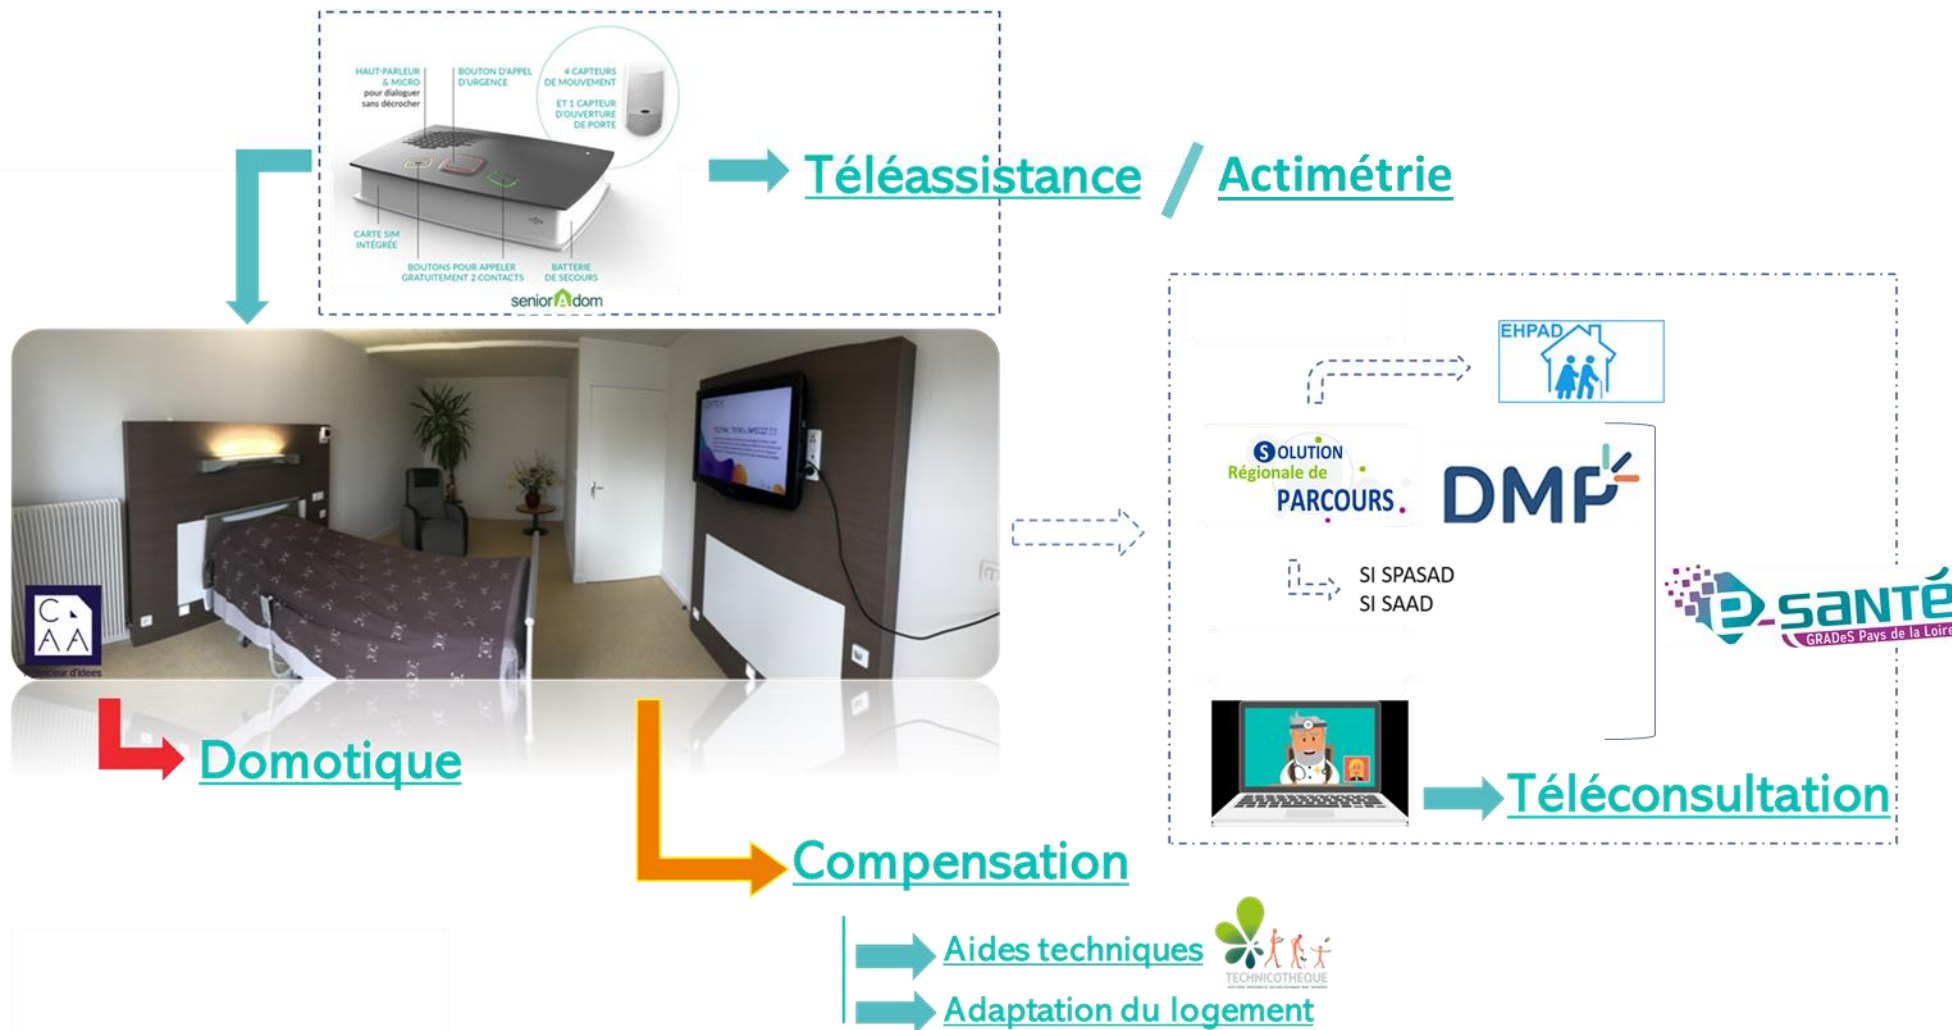 HAUT-PARLEUR
& MICRO
pour dialoguer
sans décrocher
BOUTON D'APPEL
D'URGENCE
4 CAPTEURS
DE MOUVEMENT
ET 1 CAPTEUR
D'OUVERTURE
DE PORTE
CARTE SIM
INTÉGRÉE
BOUTONS POUR APPELER
GRATUITEMENT 2 CONTACTS
BATTERIE
DE SECOURS
seniorAdom
Téléassistance / Actimétrie
EHPAD
SOLUTION
Régionale de
PARCOURS.
DMP
SI SPASAD
SI SAAD
e-santé
GRADeS Pays de la Loire
C
A A
d'idees
Domotique
Téléconsultation
Compensation
Aides techniques
TECHNICOTHEQUE
Adaptation du logement